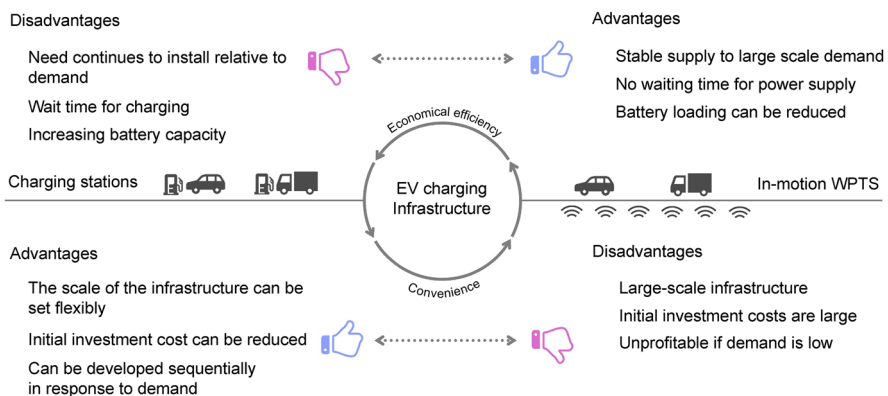 Disadvantages
Need continues to install relative to
demand
Wait time for charging
Increasing battery capacity
Advantages
Stable supply to large scale demand
No waiting time for power supply
Battery loading can be reduced
Economical efficiency
Charging stations
EV charging
Infrastructure
In-motion WPTS
Convenience
Advantages
The scale of the infrastructure can be
set flexibly
Initial investment cost can be reduced
Can be developed sequentially
in response to demand
Disadvantages
Large-scale infrastructure
Initial investment costs are large
Unprofitable if demand is low